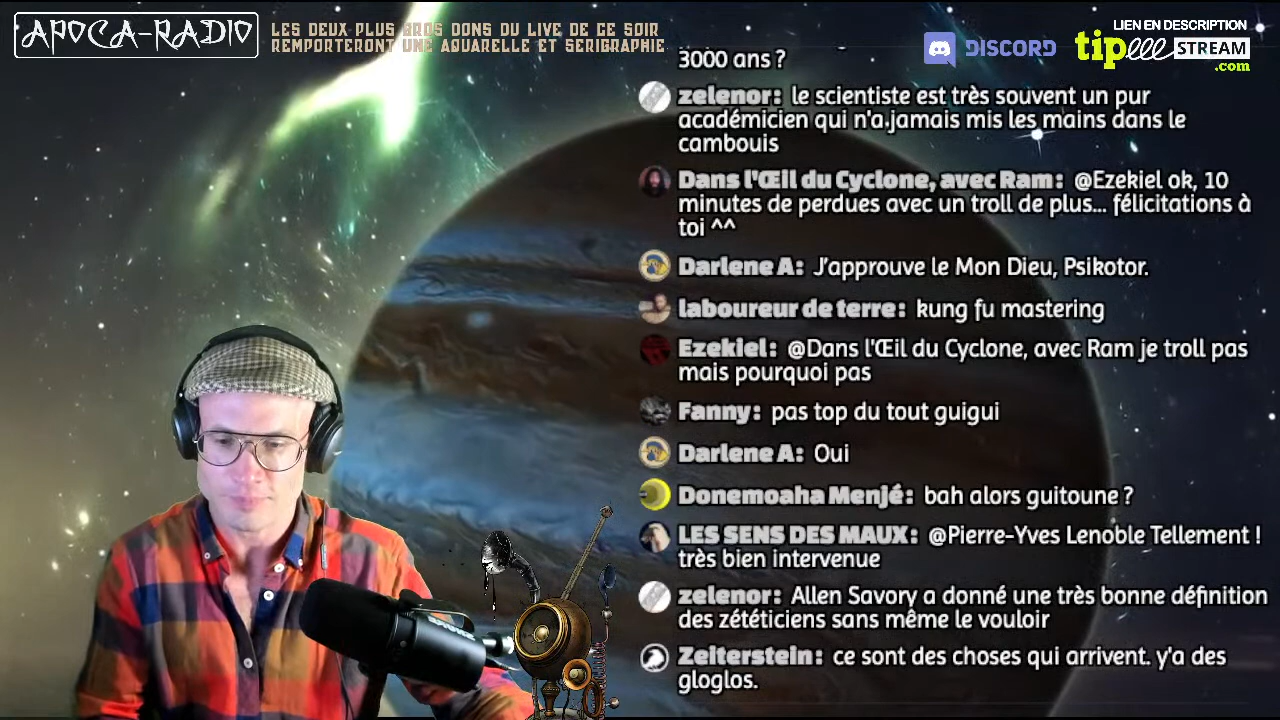 APOCA-RADIO
LES DEUX PLUS GROS DONS DU LIVE DE CE SOIR
REMPORTERONT UNE AQUARELLE ET SERIGRAPHIE
DISCORD
LIEN EN DESCRIPTION
tipeee STREAM
.com
3000 ans ?
zelenor: le scientiste est très souvent un pur
académicien qui n'a jamais mis les mains dans le
cambouis
Dans l'Œil du Cyclone, avec Ram: @Ezekiel ok, 10
minutes de perdues avec un troll de plus... félicitations à
toi ^^
Darlene A: J'approuve le Mon Dieu, Psikotor.
laboureur de terre: kung fu mastering
Ezekiel: @Dans l'Œil du Cyclone, avec Ram je troll pas
mais pourquoi pas
Fanny: pas top du tout guigui
Darlene A: Oui
Donemoaha Menjé: bah alors guitoune ?
LES SENS DES MAUX: @Pierre-Yves Lenoble Tellement !
très bien intervenue
zelenor: Allen Savory a donné une très bonne définition
des zététiciens sans même le vouloir
Zeiterstein: ce sont des choses qui arrivent. y'a des
gloglos.